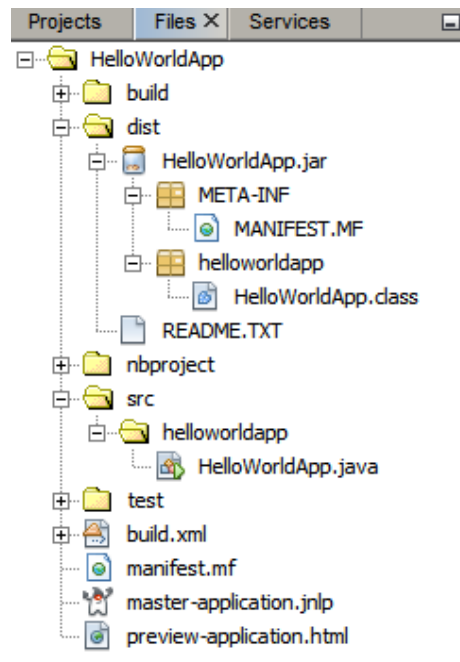 Projects Files Services
HelloWorldApp
build
dist
HelloWorldApp.jar
META-INF
MANIFEST.MF
helloworldapp
HelloWorldApp.class
README.TXT
nbproject
src
helloworldapp
HelloWorldApp.java
test
build.xml
manifest.mf
master-application.jnlp
preview-application.html